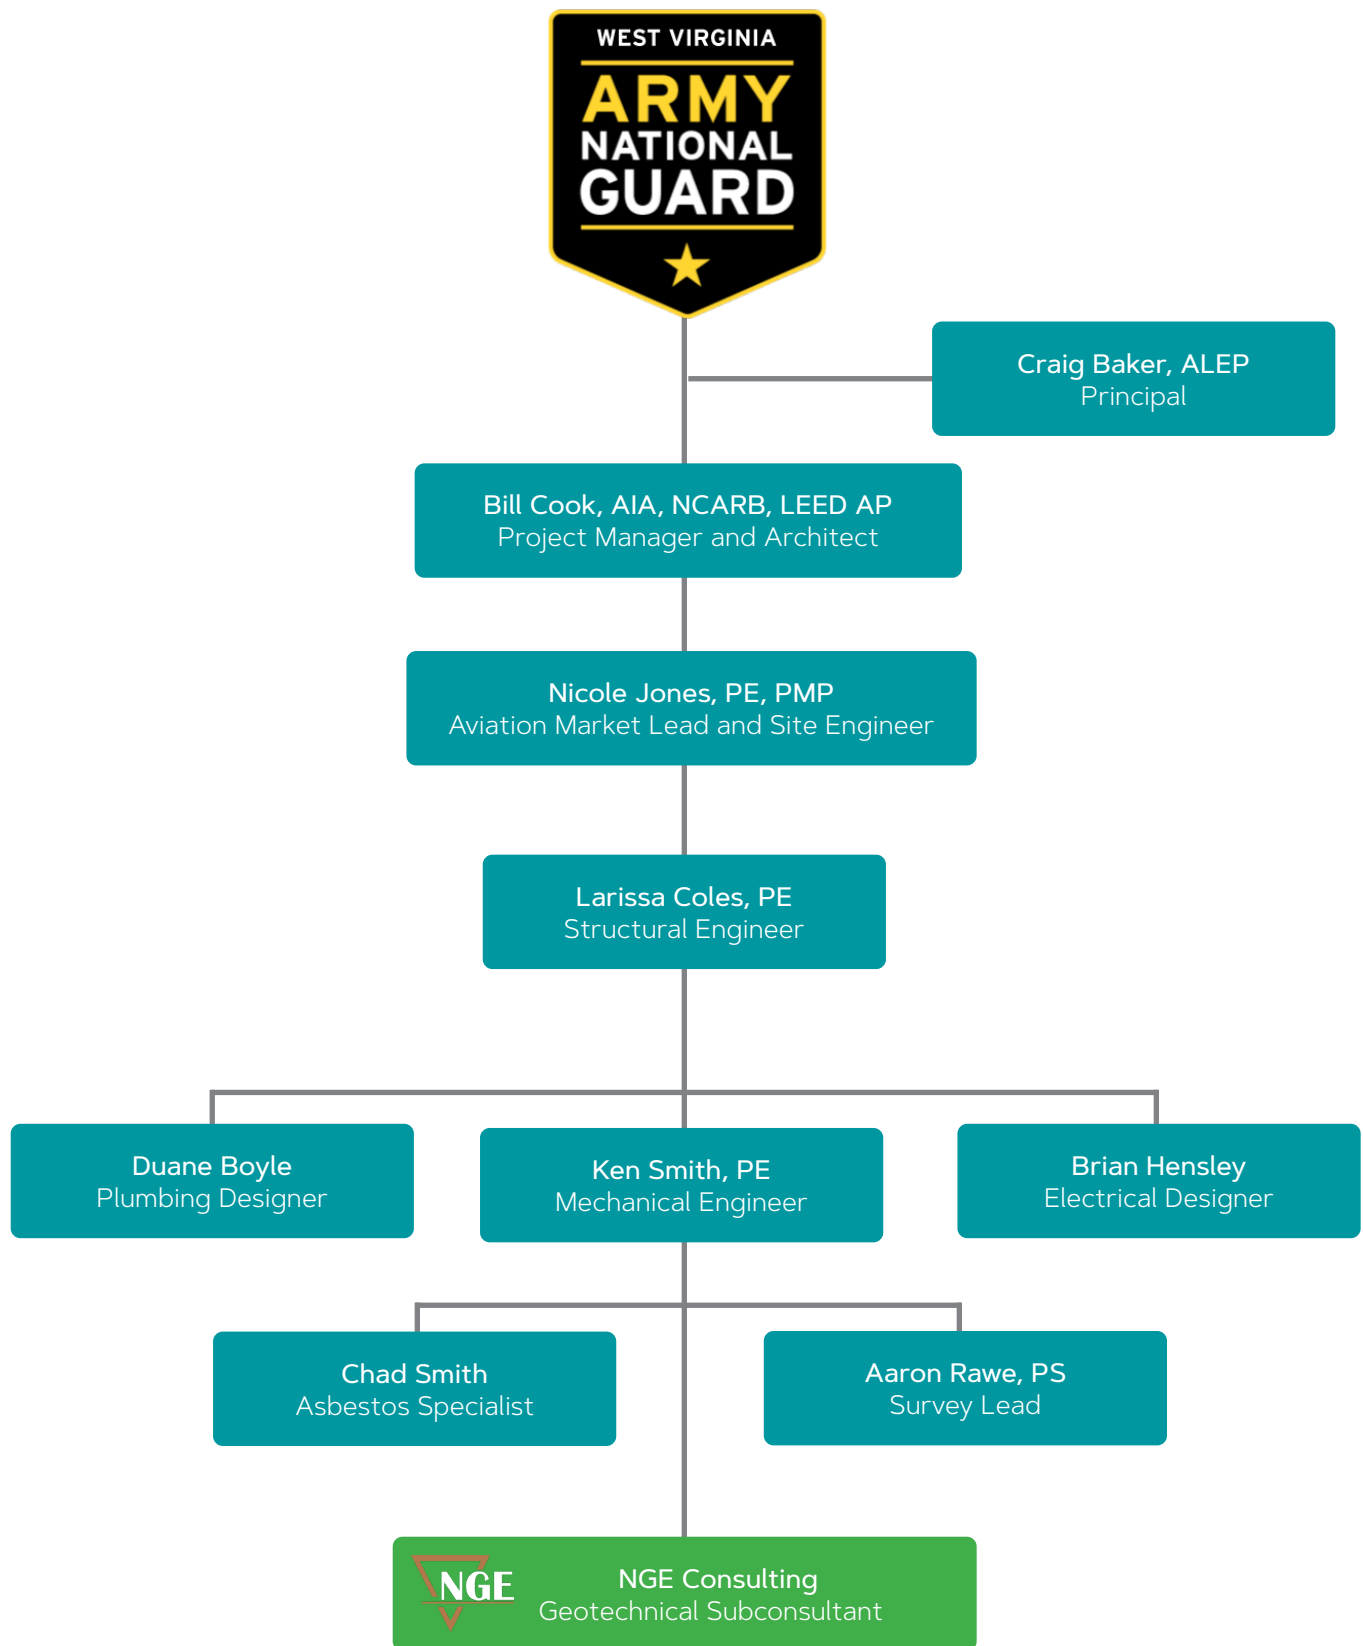 WEST VIRGINIA
ARMY
NATIONAL
GUARD
Craig Baker, ALEP
Principal
Bill Cook, AIA, NCARB, LEED AP
Project Manager and Architect
Nicole Jones, PE, PMP
Aviation Market Lead and Site Engineer
Larissa Coles, PE
Structural Engineer
Duane Boyle
Plumbing Designer
Ken Smith, PE
Mechanical Engineer
Brian Hensley
Electrical Designer
Chad Smith
Asbestos Specialist
Aaron Rawe, PS
Survey Lead
NGE
NGE Consulting
Geotechnical Subconsultant